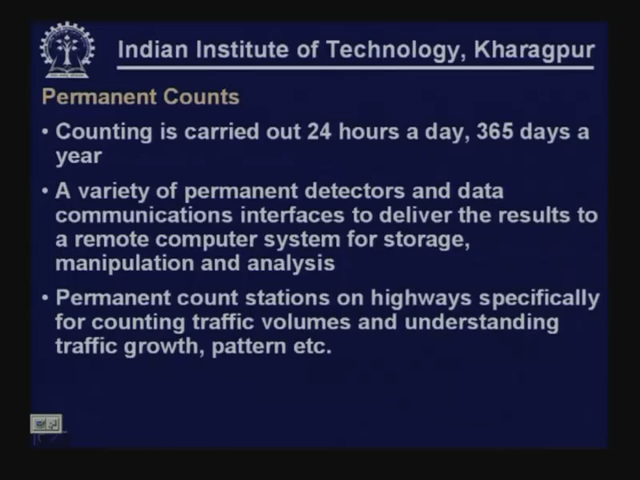 Indian Institute of Technology, Kharagpur
Permanent Counts
• Counting is carried out 24 hours a day, 365 days a
year
• A variety of permanent detectors and data
communications interfaces to deliver the results to
a remote computer system for storage,
manipulation and analysis
• Permanent count stations on highways specifically
for counting traffic volumes and understanding
traffic growth, pattern etc.